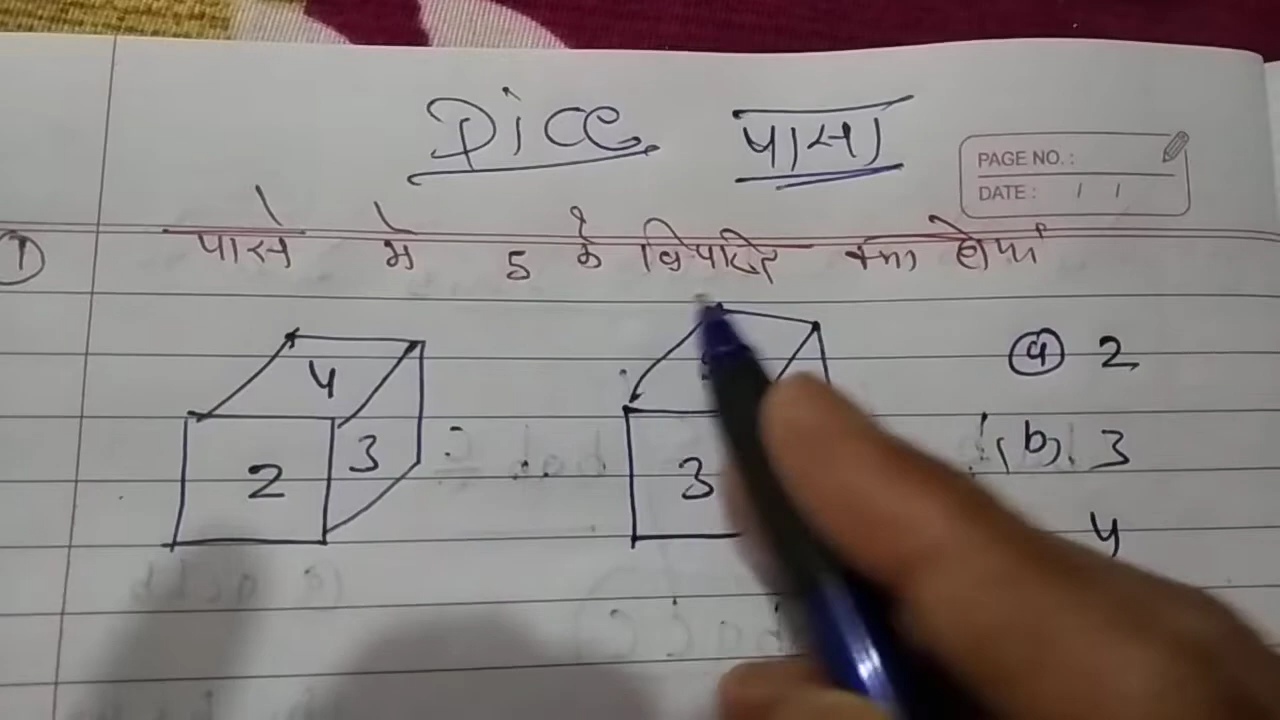 Dice पासा
PAGE NO. :
DATE : / /
① पासे मे 5 के विपरित क्या होगा
4
2 3
3
(a) 2
(b) 3
4